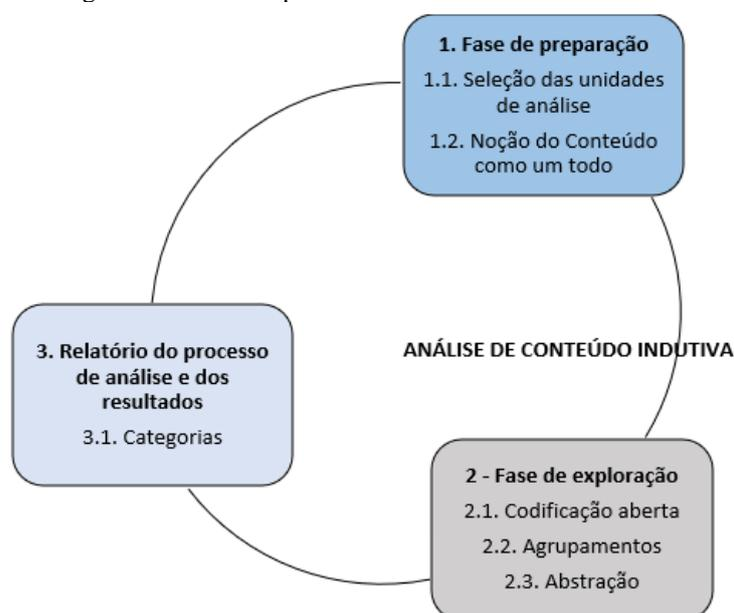 1. Fase de preparação
1.1. Seleção das unidades
de análise
1.2. Noção do Conteúdo
como um todo
ANÁLISE DE CONTEÚDO INDUTIVA
2 - Fase de exploração
2.1. Codificação aberta
2.2. Agrupamentos
2.3. Abstração
3. Relatório do processo
de análise e dos
resultados
3.1. Categorias